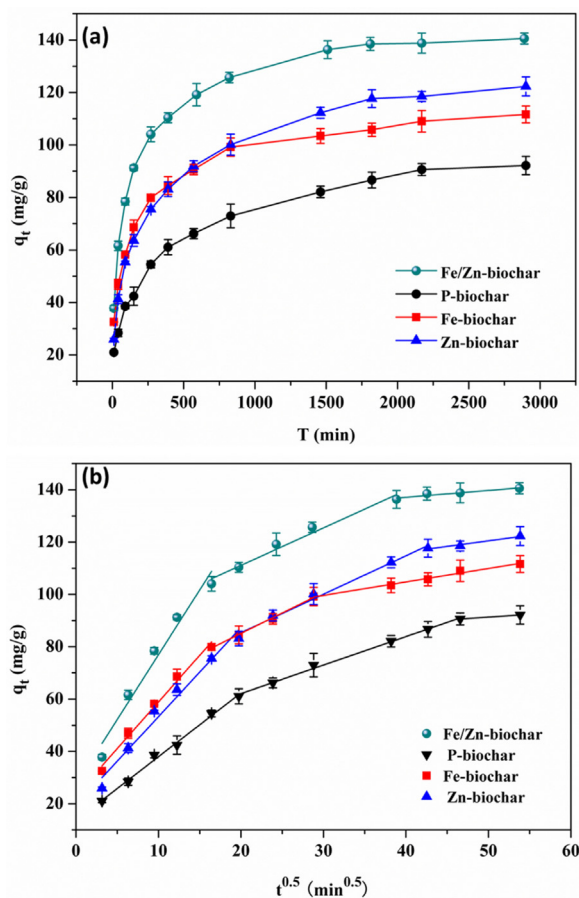 (a)
140
120
100
80
60
40
20
q_t (mg/g)
Fe/Zn-biochar
P-biochar
Fe-biochar
Zn-biochar
0 500 1000 1500 2000 2500 3000
T (min)
(b)
160
140
120
100
80
60
40
20
q_t (mg/g)
Fe/Zn-biochar
P-biochar
Fe-biochar
Zn-biochar
0 10 20 30 40 50 60
t^0.5 (min^0.5)